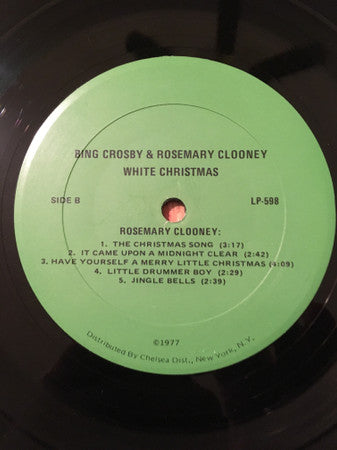 BING CROSBY & ROSEMARY CLOONEY
WHITE CHRISTMAS
SIDE B LP-598
ROSEMARY CLOONEY:
1. THE CHRISTMAS SONG (3:17)
2. IT CAME UPON A MIDNIGHT CLEAR (2:42)
3. HAVE YOURSELF A MERRY LITTLE CHRISTMAS (4:09)
4. LITTLE DRUMMER BOY (2:29)
5. JINGLE BELLS (2:39)
©1977
Distributed By Chelsea Dist., New York, N.Y.